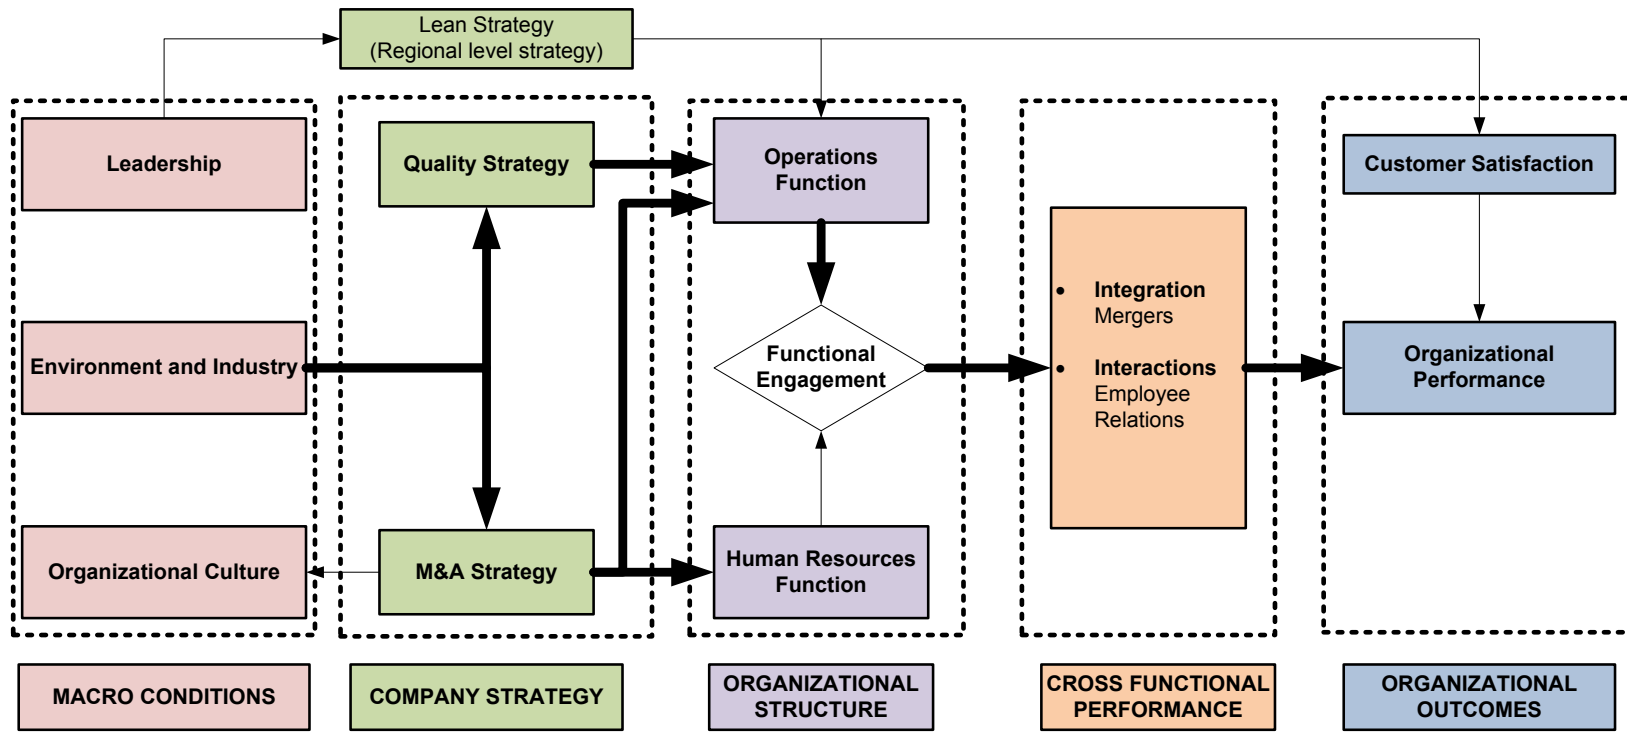 Lean Strategy
(Regional level strategy)
Leadership
Quality Strategy
Operations
Function
Customer Satisfaction
Environment and Industry
Functional
Engagement
• Integration
Mergers
• Interactions
Employee
Relations
Organizational
Performance
Organizational Culture
M&A Strategy
Human Resources
Function
MACRO CONDITIONS
COMPANY STRATEGY
ORGANIZATIONAL
STRUCTURE
CROSS FUNCTIONAL
PERFORMANCE
ORGANIZATIONAL
OUTCOMES